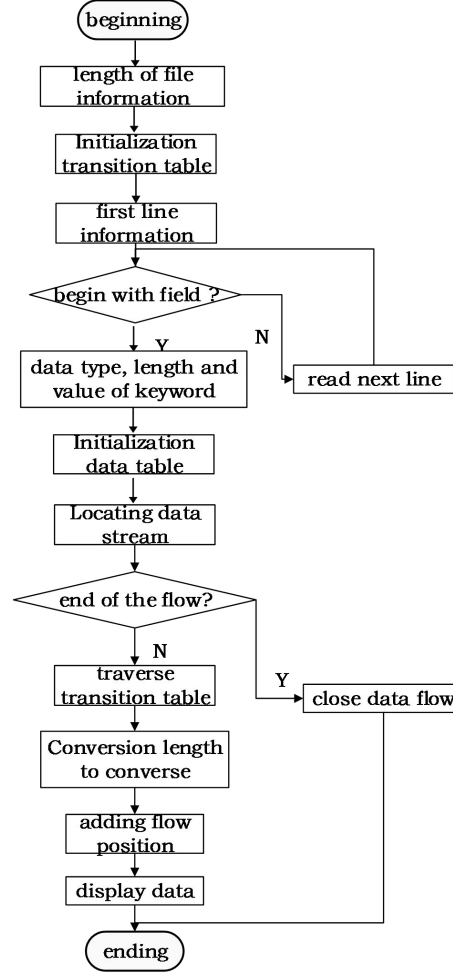 beginning
length of file
information
Initialization
transition table
first line
information
begin with field ?
N
Y
data type, length and
value of keyword
read next line
Initialization
data table
Locating data
stream
end of the flow?
N
Y
traverse
transition table
close data flow
Conversion length
to converse
adding flow
position
display data
ending